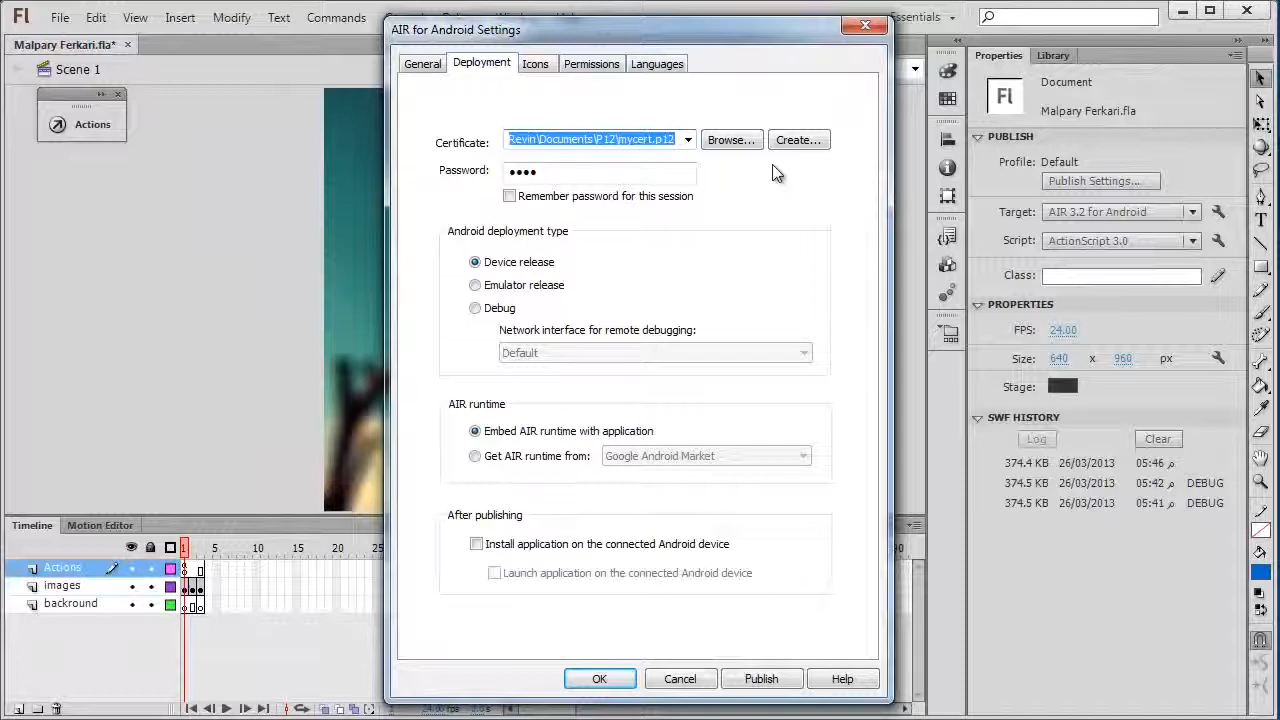 Fl File Edit View Insert Modify Text Commands
Essentials
Malpary Ferkari.fla* ×
Scene 1
Actions
AIR for Android Settings
General Deployment Icons Permissions Languages
Certificate: Revin\Documents\P12\mycert.p12 Browse... Create...
Password: ●●●●
Remember password for this session
Android deployment type
Device release
Emulator release
Debug
Network interface for remote debugging:
Default
AIR runtime
Embed AIR runtime with application
Get AIR runtime from: Google Android Market
After publishing
Install application on the connected Android device
Launch application on the connected Android device
OK Cancel Publish Help
Properties Library
Document
Fl
Malpary Ferkari.fla
PUBLISH
Profile: Default
Publish Settings...
Target: AIR 3.2 for Android
Script: ActionScript 3.0
Class:
PROPERTIES
FPS: 24.00
Size: 640 x 960 px
Stage:
SWF HISTORY
Log Clear
374.4 KB 26/03/2013 05:46 م
374.5 KB 26/03/2013 05:42 م DEBUG
374.5 KB 26/03/2013 05:41 م DEBUG
Timeline Motion Editor
1 5 10 15 20 25
Actions
images
backround